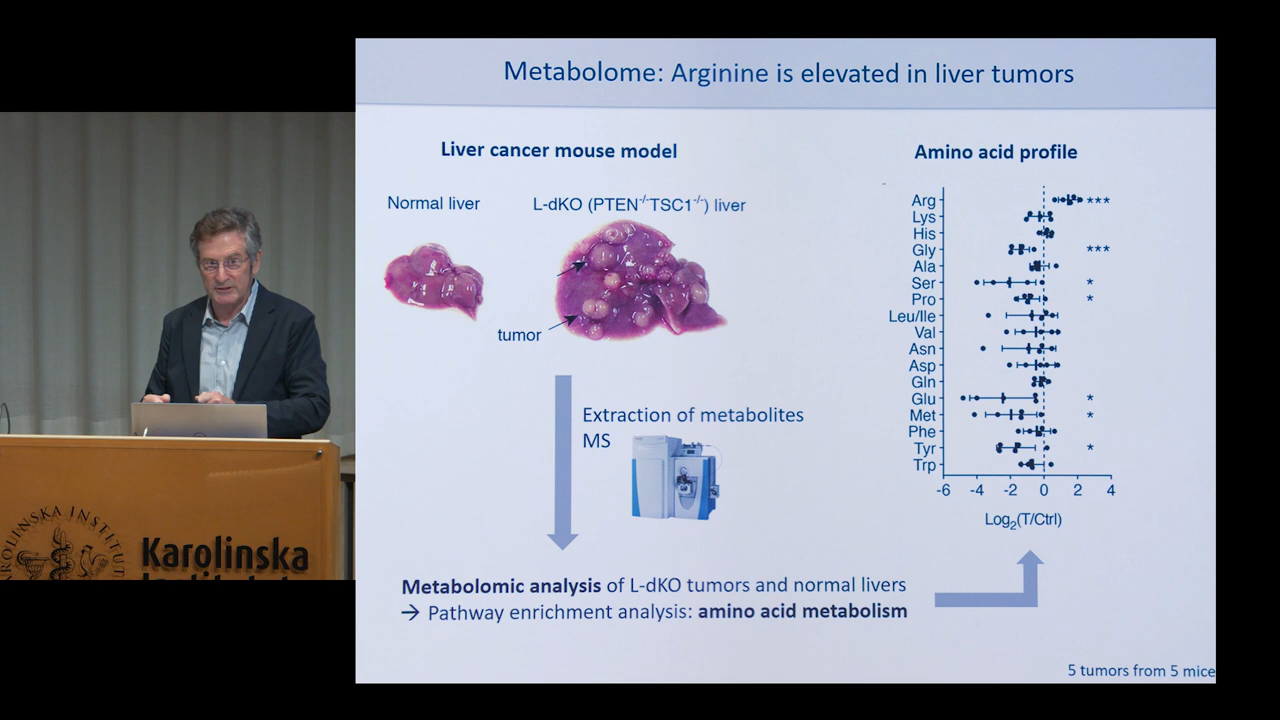 Metabolome: Arginine is elevated in liver tumors
Liver cancer mouse model
Normal liver
L-dKO (PTEN-/-TSC1-/-) liver
tumor
Extraction of metabolites
MS
Metabolomic analysis of L-dKO tumors and normal livers
→ Pathway enrichment analysis: amino acid metabolism
Amino acid profile
Arg ***
Lys
His
Gly ***
Ala
Ser *
Pro *
Leu/Ile
Val
Asn
Asp
Gln
Glu *
Met *
Phe
Tyr *
Trp
-6 -4 -2 0 2 4
Log2(T/Ctrl)
5 tumors from 5 mice
KAROLINSKA INSTITUT
Karolinska